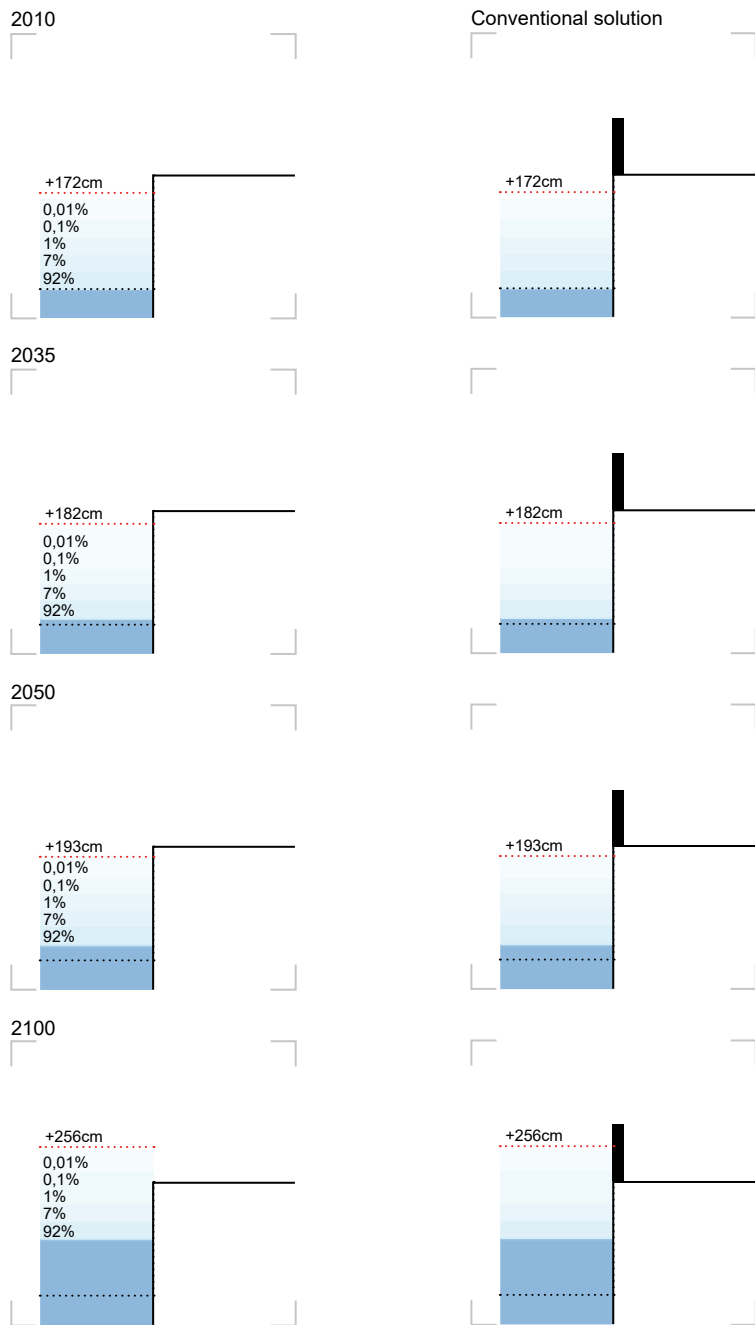 2010
Conventional solution
+172cm
0,01%
0,1%
1%
7%
92%
+172cm
2035
+182cm
0,01%
0,1%
1%
7%
92%
+182cm
2050
+193cm
0,01%
0,1%
1%
7%
92%
+193cm
2100
+256cm
0,01%
0,1%
1%
7%
92%
+256cm